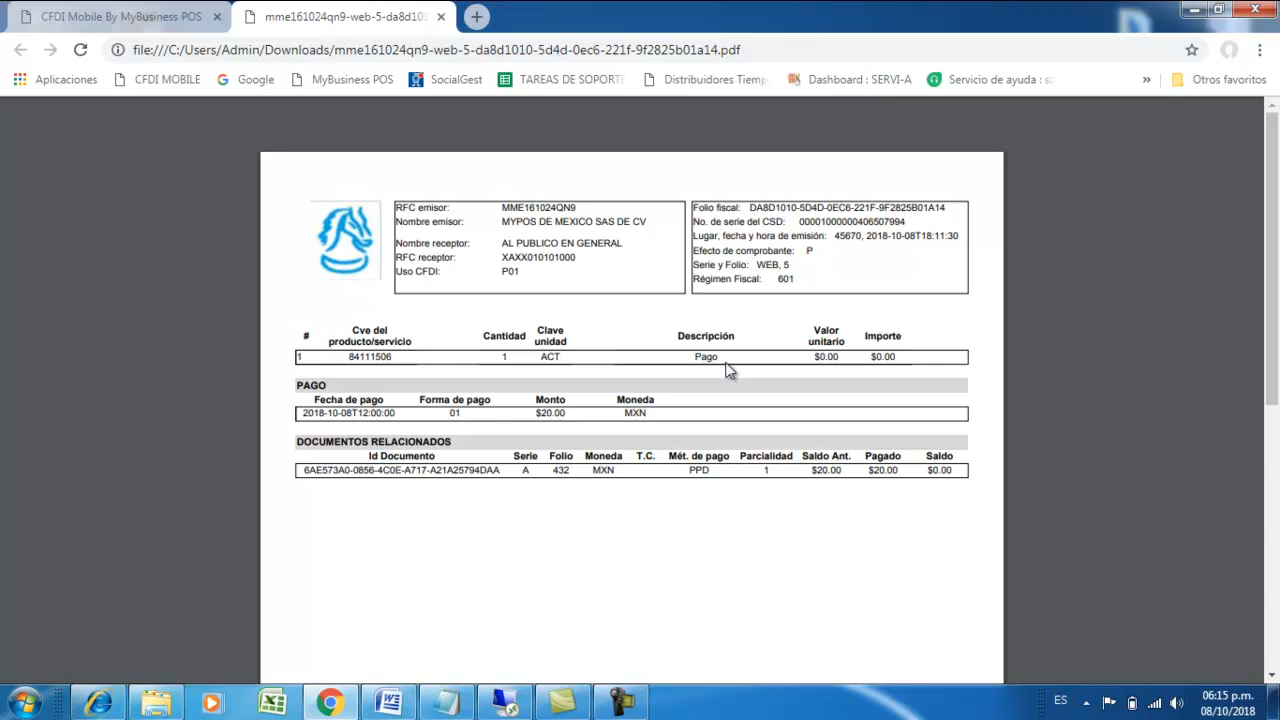 CFDI Mobile By MyBusiness POS
mme161024qn9-web-5-da8d101
file:///C:/Users/Admin/Downloads/mme161024qn9-web-5-da8d1010-5d4d-0ec6-221f-9f2825b01a14.pdf
Aplicaciones CFDI MOBILE Google MyBusiness POS SocialGest TAREAS DE SOPORTE Distribuidores Tiemp Dashboard : SERVI-A Servicio de ayuda : » Otros favoritos
RFC emisor: MME161024QN9
Nombre emisor: MYPOS DE MEXICO SAS DE CV
Nombre receptor: AL PUBLICO EN GENERAL
RFC receptor: XAXX010101000
Uso CFDI: P01
Folio fiscal: DA8D1010-5D4D-0EC6-221F-9F2825B01A14
No. de serie del CSD: 00001000000406507994
Lugar, fecha y hora de emisión: 45670, 2018-10-08T18:11:30
Efecto de comprobante: P
Serie y Folio: WEB, 5
Régimen Fiscal: 601
# Cve del producto/servicio Cantidad Clave unidad Descripción Valor unitario Importe
1 84111506 1 ACT Pago $0.00 $0.00
PAGO
Fecha de pago Forma de pago Monto Moneda
2018-10-08T12:00:00 01 $20.00 MXN
DOCUMENTOS RELACIONADOS
Id Documento Serie Folio Moneda T.C. Mét. de pago Parcialidad Saldo Ant. Pagado Saldo
6AE573A0-0856-4C0E-A717-A21A25794DAA A 432 MXN PPD 1 $20.00 $20.00 $0.00
ES
06:15 p.m.
08/10/2018